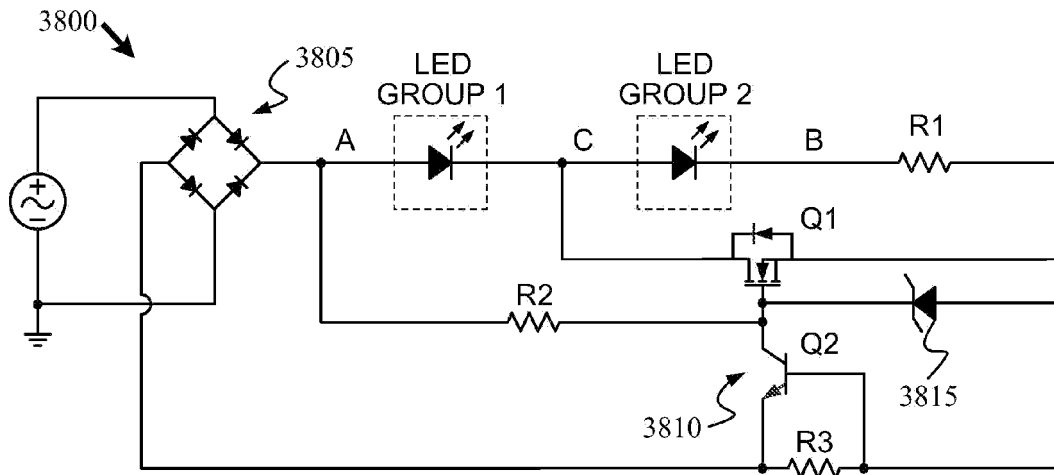 3800
3805
LED
GROUP 1
LED
GROUP 2
A
C
B
R1
Q1
R2
Q2
3815
3810
R3